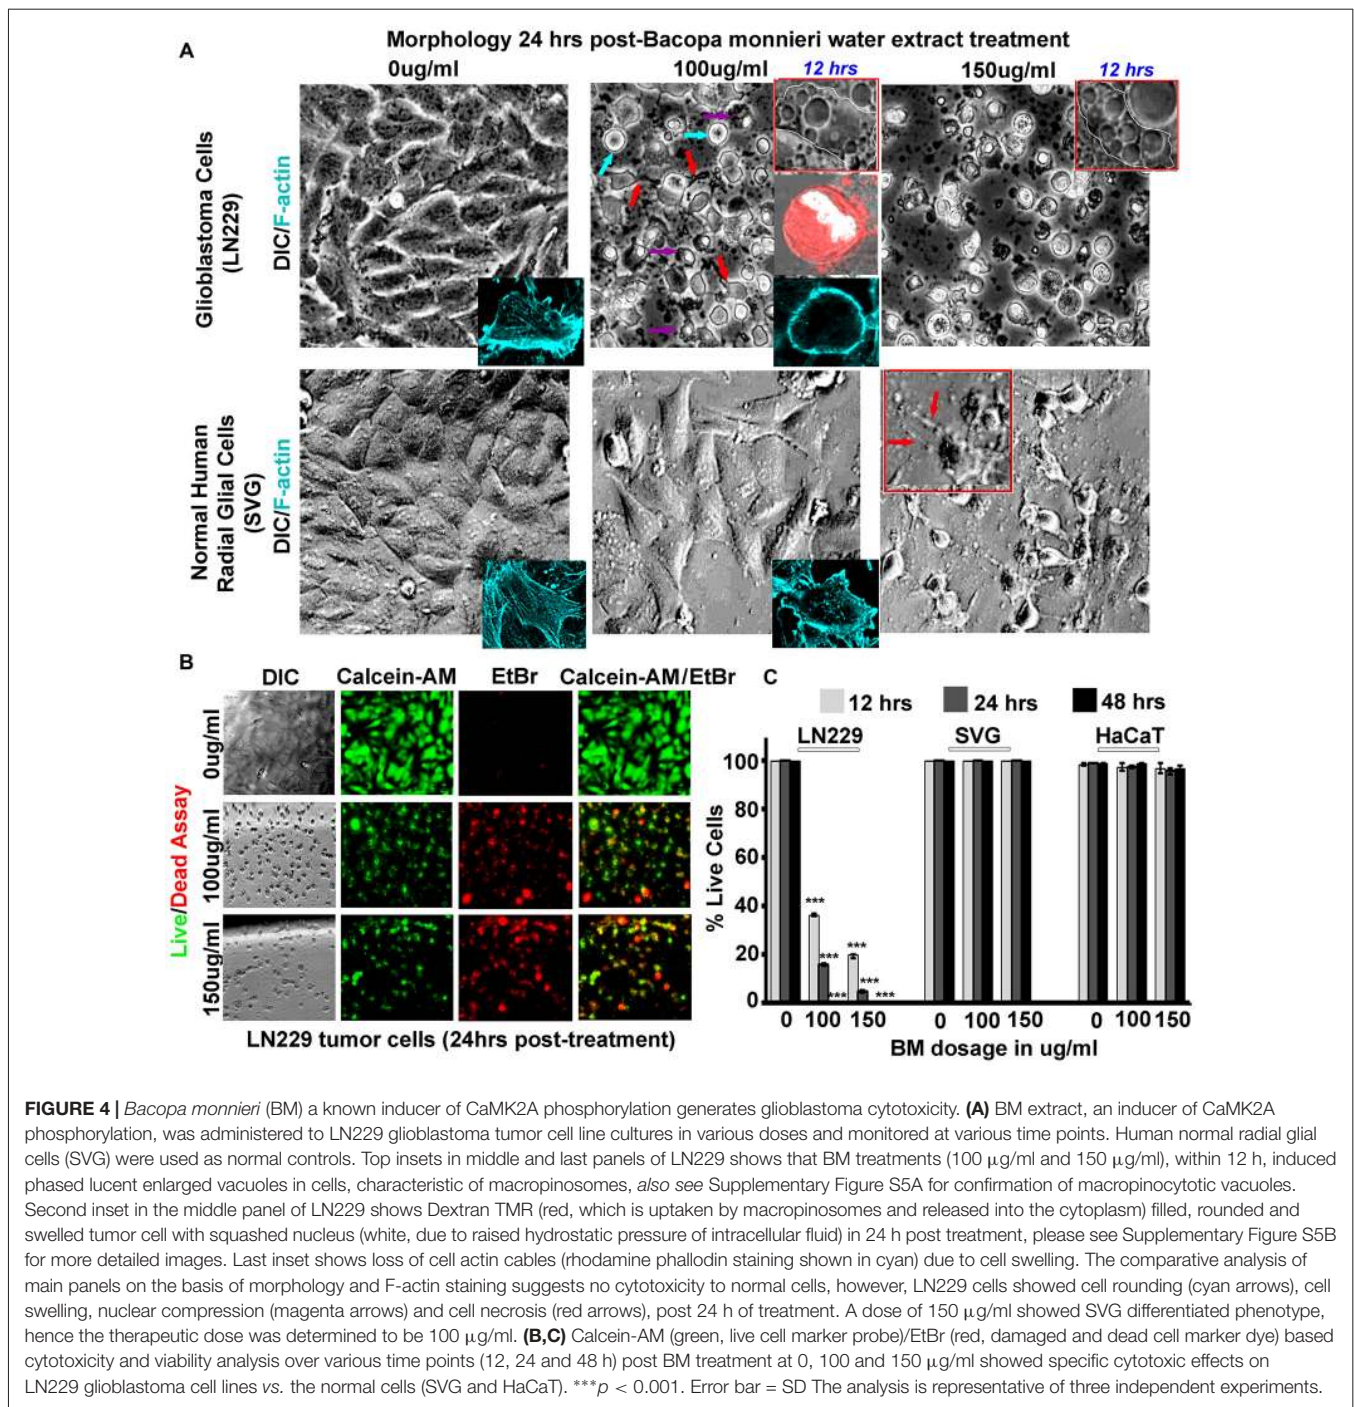 A
Morphology 24 hrs post-Bacopa monnieri water extract treatment
0ug/ml
100ug/ml
12 hrs
150ug/ml
12 hrs
Glioblastoma Cells
(LN229)
DIC/F-actin
Normal Human
Radial Glial Cells
(SVG)
DIC/F-actin
B
DIC
Calcein-AM
EtBr
Calcein-AM/EtBr
Live/Dead Assay
0ug/ml
100ug/ml
150ug/ml
LN229 tumor cells (24hrs post-treatment)
C
12 hrs
24 hrs
48 hrs
LN229
SVG
HaCaT
% Live Cells
100
80
60
40
20
0
***
***
***
***
***
***
0
100
150
0
100
150
0
100
150
BM dosage in ug/ml
FIGURE 4 | Bacopa monnieri (BM) a known inducer of CaMK2A phosphorylation generates glioblastoma cytotoxicity. (A) BM extract, an inducer of CaMK2A
phosphorylation, was administered to LN229 glioblastoma tumor cell line cultures in various doses and monitored at various time points. Human normal radial glial
cells (SVG) were used as normal controls. Top insets in middle and last panels of LN229 shows that BM treatments (100 μg/ml and 150 μg/ml), within 12 h, induced
phased lucent enlarged vacuoles in cells, characteristic of macropinosomes, also see Supplementary Figure S5A for confirmation of macropinocytotic vacuoles.
Second inset in the middle panel of LN229 shows Dextran TMR (red, which is uptaken by macropinosomes and released into the cytoplasm) filled, rounded and
swelled tumor cell with squashed nucleus (white, due to raised hydrostatic pressure of intracellular fluid) in 24 h post treatment, please see Supplementary Figure S5B
for more detailed images. Last inset shows loss of cell actin cables (rhodamine phallodin staining shown in cyan) due to cell swelling. The comparative analysis of
main panels on the basis of morphology and F-actin staining suggests no cytotoxicity to normal cells, however, LN229 cells showed cell rounding (cyan arrows), cell
swelling, nuclear compression (magenta arrows) and cell necrosis (red arrows), post 24 h of treatment. A dose of 150 μg/ml showed SVG differentiated phenotype,
hence the therapeutic dose was determined to be 100 μg/ml. (B,C) Calcein-AM (green, live cell marker probe)/EtBr (red, damaged and dead cell marker dye) based
cytotoxicity and viability analysis over various time points (12, 24 and 48 h) post BM treatment at 0, 100 and 150 μg/ml showed specific cytotoxic effects on
LN229 glioblastoma cell lines vs. the normal cells (SVG and HaCaT). ***p < 0.001. Error bar = SD The analysis is representative of three independent experiments.